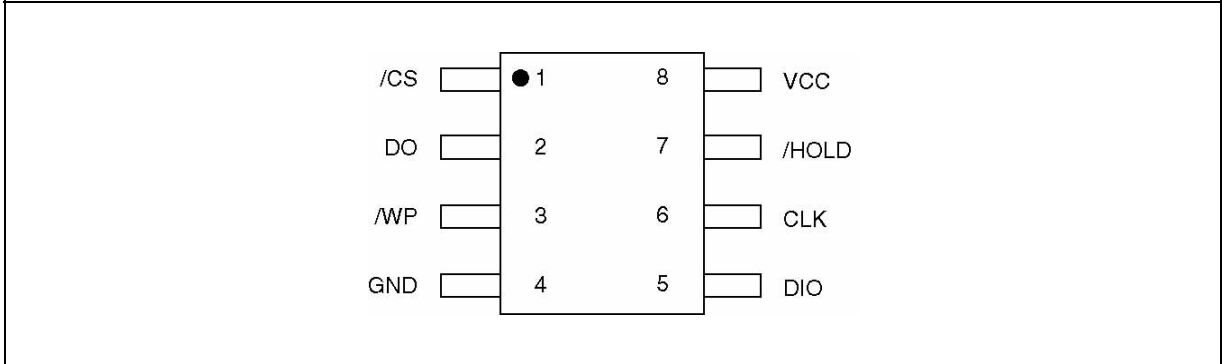 /CS 1 8 VCC
DO 2 7 /HOLD
/WP 3 6 CLK
GND 4 5 DIO